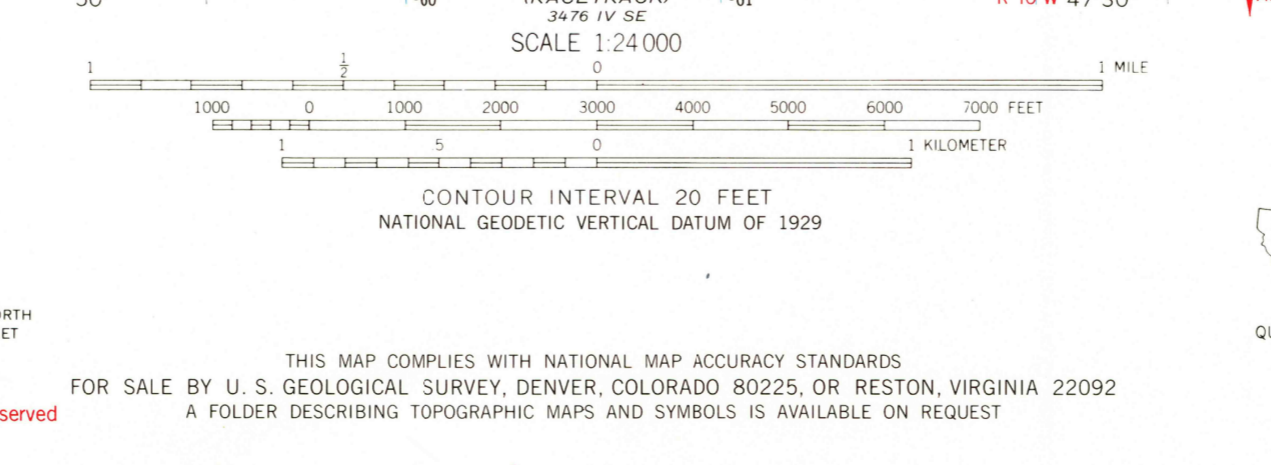 3476 IV SE
SCALE 1:24 000
1 ½ 0 1 MILE
1000 0 1000 2000 3000 4000 5000 6000 7000 FEET
1 .5 0 1 KILOMETER
CONTOUR INTERVAL 20 FEET
NATIONAL GEODETIC VERTICAL DATUM OF 1929
THIS MAP COMPLIES WITH NATIONAL MAP ACCURACY STANDARDS
FOR SALE BY U. S. GEOLOGICAL SURVEY, DENVER, COLORADO 80225, OR RESTON, VIRGINIA 22092
served
A FOLDER DESCRIBING TOPOGRAPHIC MAPS AND SYMBOLS IS AVAILABLE ON REQUEST